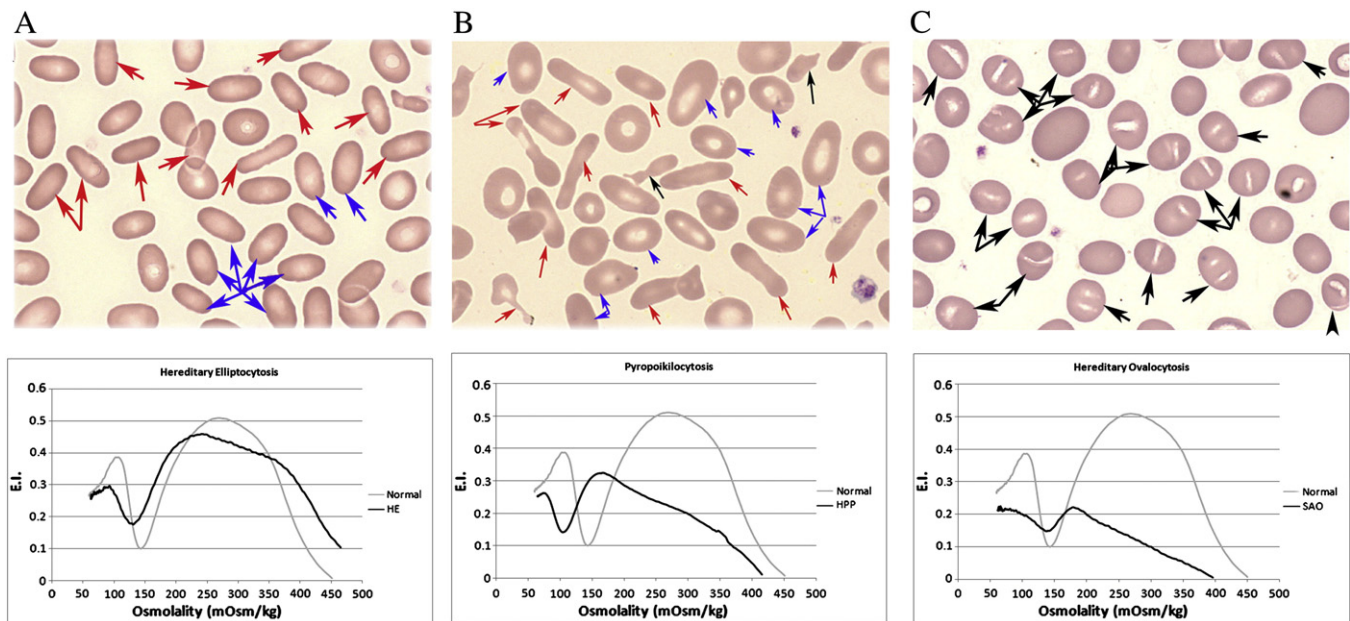 A
B
C
Hereditary Elliptocytosis
0.6
0.5
0.4
0.3
0.2
0.1
0
E.I.
0 50 100 150 200 250 300 350 400 450 500
Osmolality (mOsm/kg)
Normal
HE
Pyropoikilocytosis
0.6
0.5
0.4
0.3
0.2
0.1
0
E.I.
0 50 100 150 200 250 300 350 400 450 500
Osmolality (mOsm/kg)
Normal
HPP
Hereditary Ovalocytosis
0.6
0.5
0.4
0.3
0.2
0.1
0
E.I.
0 50 100 150 200 250 300 350 400 450 500
Osmolality (mOsm/kg)
Normal
SAO